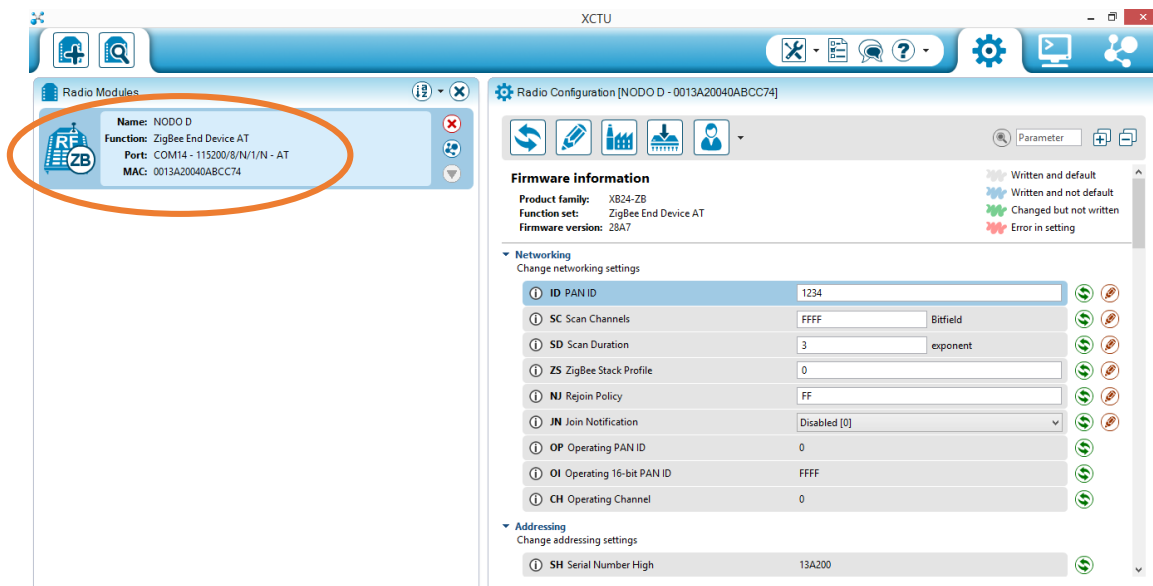 XCTU
Radio Modules
Name: NODO D
Function: ZigBee End Device AT
Port: COM14 - 115200/8/N/1/N - AT
MAC: 0013A20040ABCC74
RF
ZB
Radio Configuration [NODO D - 0013A20040ABCC74]
Parameter
Firmware information
Product family: XB24-ZB
Function set: ZigBee End Device AT
Firmware version: 28A7
Written and default
Written and not default
Changed but not written
Error in setting
Networking
Change networking settings
ID PAN ID 1234
SC Scan Channels FFFF Bitfield
SD Scan Duration 3 exponent
ZS ZigBee Stack Profile 0
NJ Rejoin Policy FF
JN Join Notification Disabled [0]
OP Operating PAN ID 0
OI Operating 16-bit PAN ID FFFF
CH Operating Channel 0
Addressing
Change addressing settings
SH Serial Number High 13A200